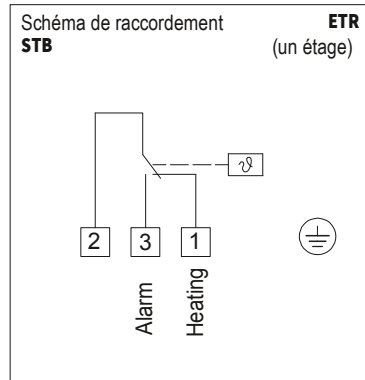 Schéma de raccordement ETR
STB (un étage)
ϑ
2 3 1
Alarm
Heating